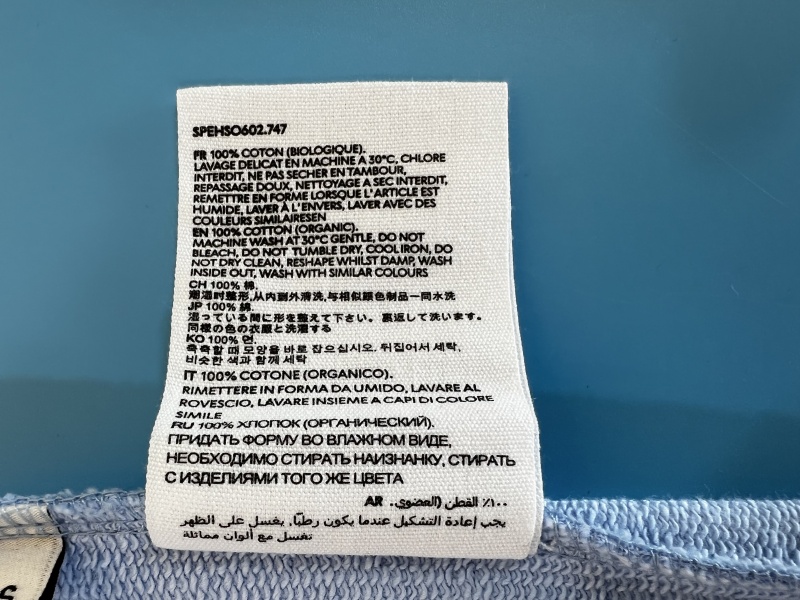 SPEHSO602.747
FR 100% COTON (BIOLOGIQUE).
LAVAGE DELICAT EN MACHINE A 30°C, CHLORE
INTERDIT, NE PAS SECHER EN TAMBOUR,
REPASSAGE DOUX, NETTOYAGE A SEC INTERDIT,
REMETTRE EN FORME LORSQUE L'ARTICLE EST
HUMIDE, LAVER À L'ENVERS, LAVER AVEC DES
COULEURS SIMILAIRESEN
EN 100% COTTON (ORGANIC).
MACHINE WASH AT 30°C GENTLE, DO NOT
BLEACH, DO NOT TUMBLE DRY, COOL IRON, DO
NOT DRY CLEAN, RESHAPE WHILST DAMP, WASH
INSIDE OUT, WASH WITH SIMILAR COLOURS
CH 100% 棉.
潮湿时整形,从内到外清洗,与相似颜色制品一同水洗
JP 100% 綿.
湿っている間に形を整えて下さい。裏返して洗います。
同様の色の衣服と洗濯する
KO 100% 면.
축축할 때 모양을 바로 잡으십시오. 뒤집어서 세탁.
비슷한 색과 함께 세탁
IT 100% COTONE (ORGANICO).
RIMETTERE IN FORMA DA UMIDO, LAVARE AL
ROVESCIO, LAVARE INSIEME A CAPI DI COLORE
SIMILE
RU 100% ХЛОПОК (ОРГАНИЧЕСКИЙ).
ПРИДАТЬ ФОРМУ ВО ВЛАЖНОМ ВИДЕ,
НЕОБХОДИМО СТИРАТЬ НАИЗНАНКУ, СТИРАТЬ
С ИЗДЕЛИЯМИ ТОГО ЖЕ ЦВЕТА
١٠٠٪ القطن (العضوي.. AR
يجب إعادة التشكيل عندما يكون رطبًا. يغسل على الظهر
تغسل مع ألوان مماثلة
S